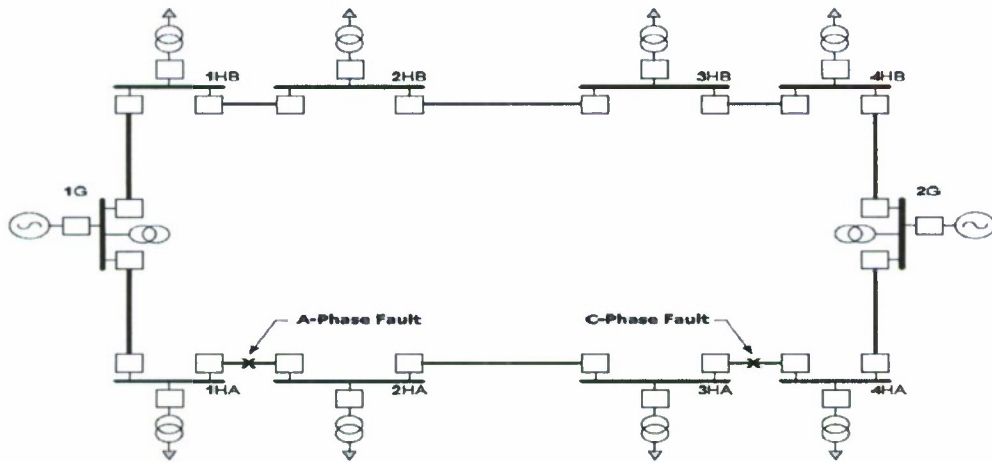 1HB 2HB 3HB 4HB
1G 2G
A-Phase Fault C-Phase Fault
1HA 2HA 3HA 4HA